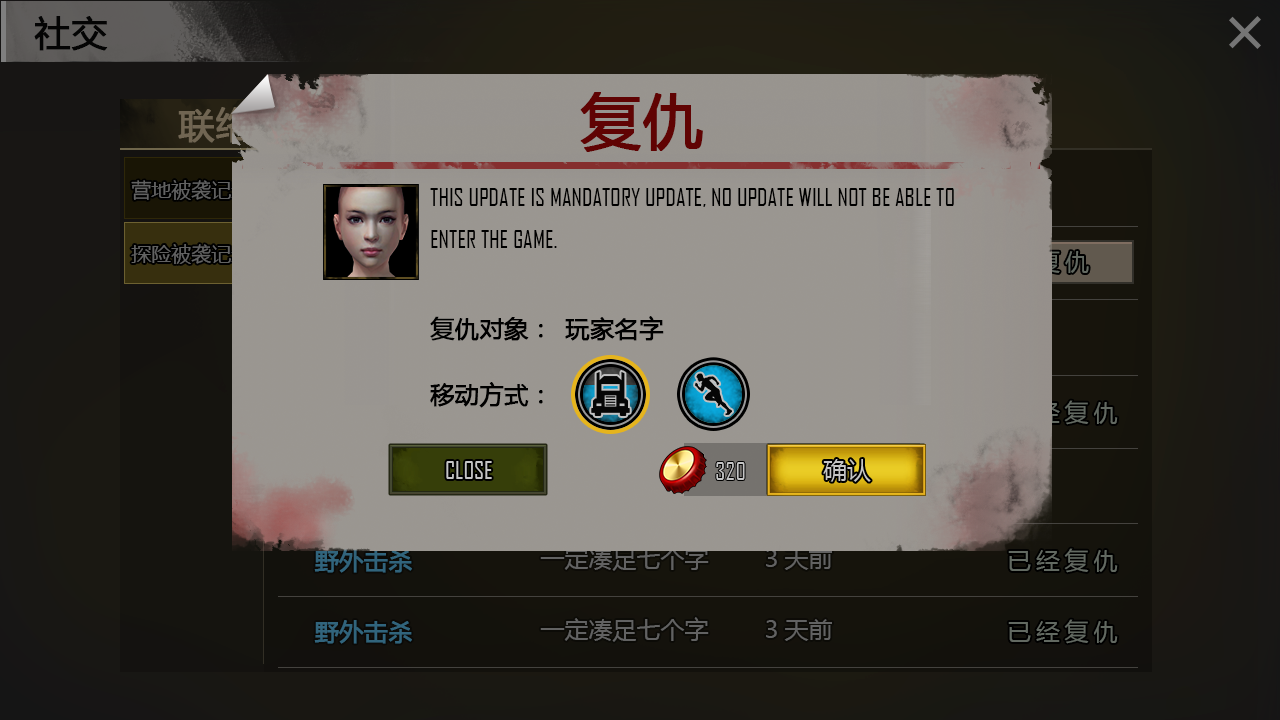 社交
联络
复仇
营地被袭记
THIS UPDATE IS MANDATORY UPDATE, NO UPDATE WILL NOT BE ABLE TO
ENTER THE GAME.
探险被袭记
复仇
复仇对象： 玩家名字
移动方式：
经复仇
CLOSE
320
确认
野外击杀 一定凑足七个字 3 天前 已经复仇
野外击杀 一定凑足七个字 3 天前 已经复仇